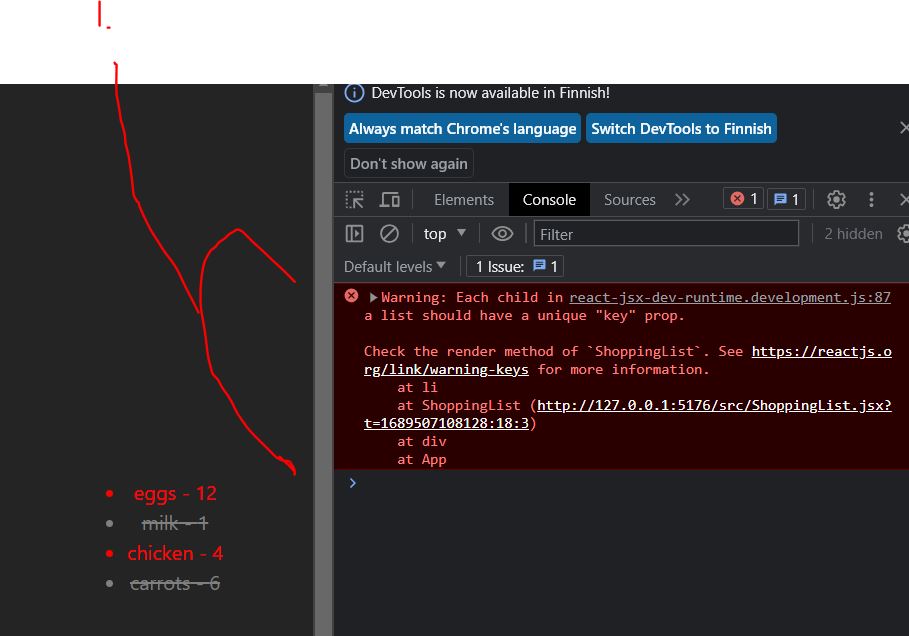 DevTools is now available in Finnish!
Always match Chrome's language Switch DevTools to Finnish
Don't show again
Elements Console Sources 1 1
top Filter 2 hidden
Default levels 1 Issue: 1
Warning: Each child in react-jsx-dev-runtime.development.js:87
a list should have a unique "key" prop.
Check the render method of `ShoppingList`. See https://reactjs.o
rg/link/warning-keys for more information.
at li
at ShoppingList (http://127.0.0.1:5176/src/ShoppingList.jsx?
t=1689507108128:18:3)
at div
at App
eggs - 12
milk - 1
chicken - 4
carrots - 6